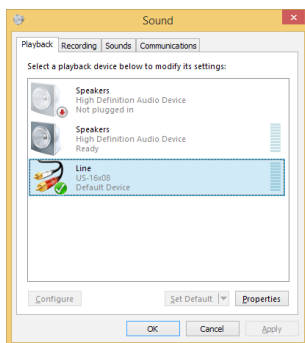 Sound
Playback Recording Sounds Communications
Select a playback device below to modify its settings:
Speakers
High Definition Audio Device
Not plugged in
Speakers
High Definition Audio Device
Ready
Line
US-16x08
Default Device
Configure Set Default Properties
OK Cancel Apply